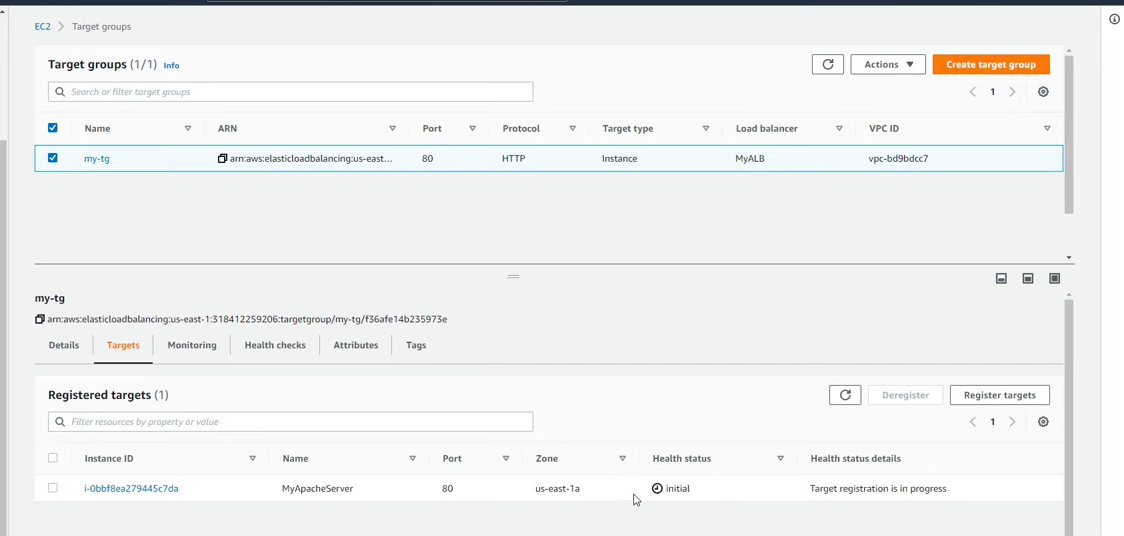 EC2 > Target groups
Target groups (1/1) Info
Actions
Create target group
Search or filter target groups
1
Name ARN Port Protocol Target type Load balancer VPC ID
my-tg arn:aws:elasticloadbalancing:us-east... 80 HTTP Instance MyALB vpc-bd9bdcc7
my-tg
arn:aws:elasticloadbalancing:us-east-1:318412259206:targetgroup/my-tg/f36afe14b235973e
Details Targets Monitoring Health checks Attributes Tags
Registered targets (1)
Deregister
Register targets
Filter resources by property or value
1
Instance ID Name Port Zone Health status Health status details
i-0bbf8ea279445c7da MyApacheServer 80 us-east-1a initial Target registration is in progress